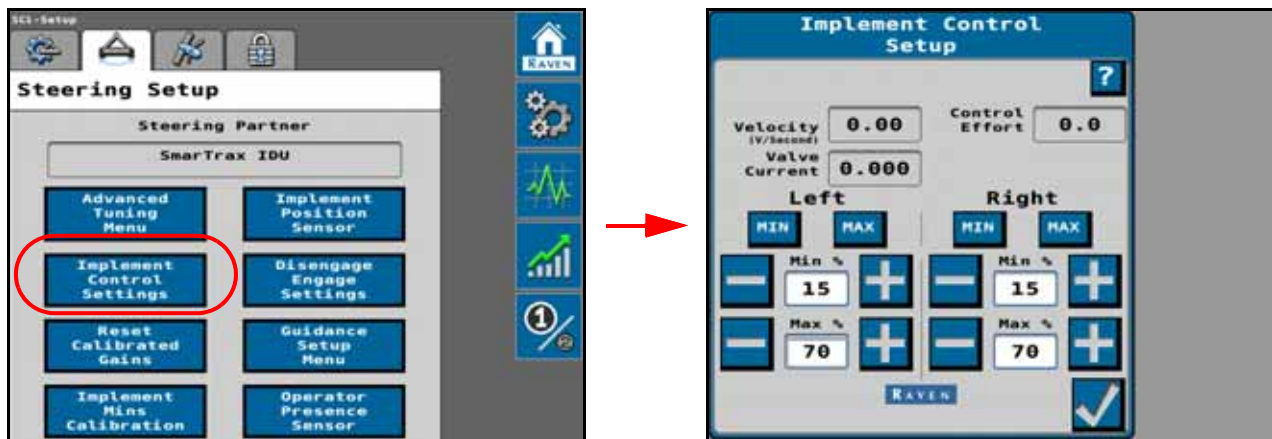 SCi-Setup
RAVEN
Steering Setup
Steering Partner
SmarTrax IDU
Advanced
Tuning
Menu
Implement
Position
Sensor
Implement
Control
Settings
Disengage
Engage
Settings
Reset
Calibrated
Gains
Guidance
Setup
Menu
Implement
Mins
Calibration
Operator
Presence
Sensor
1/2
Implement Control
Setup
?
Velocity
(V/Second)
0.00
Control
Effort
0.0
Valve
Current
0.000
Left
Right
MIN
MAX
MIN
MAX
Min %
15
Min %
15
Max %
70
Max %
70
RAVEN